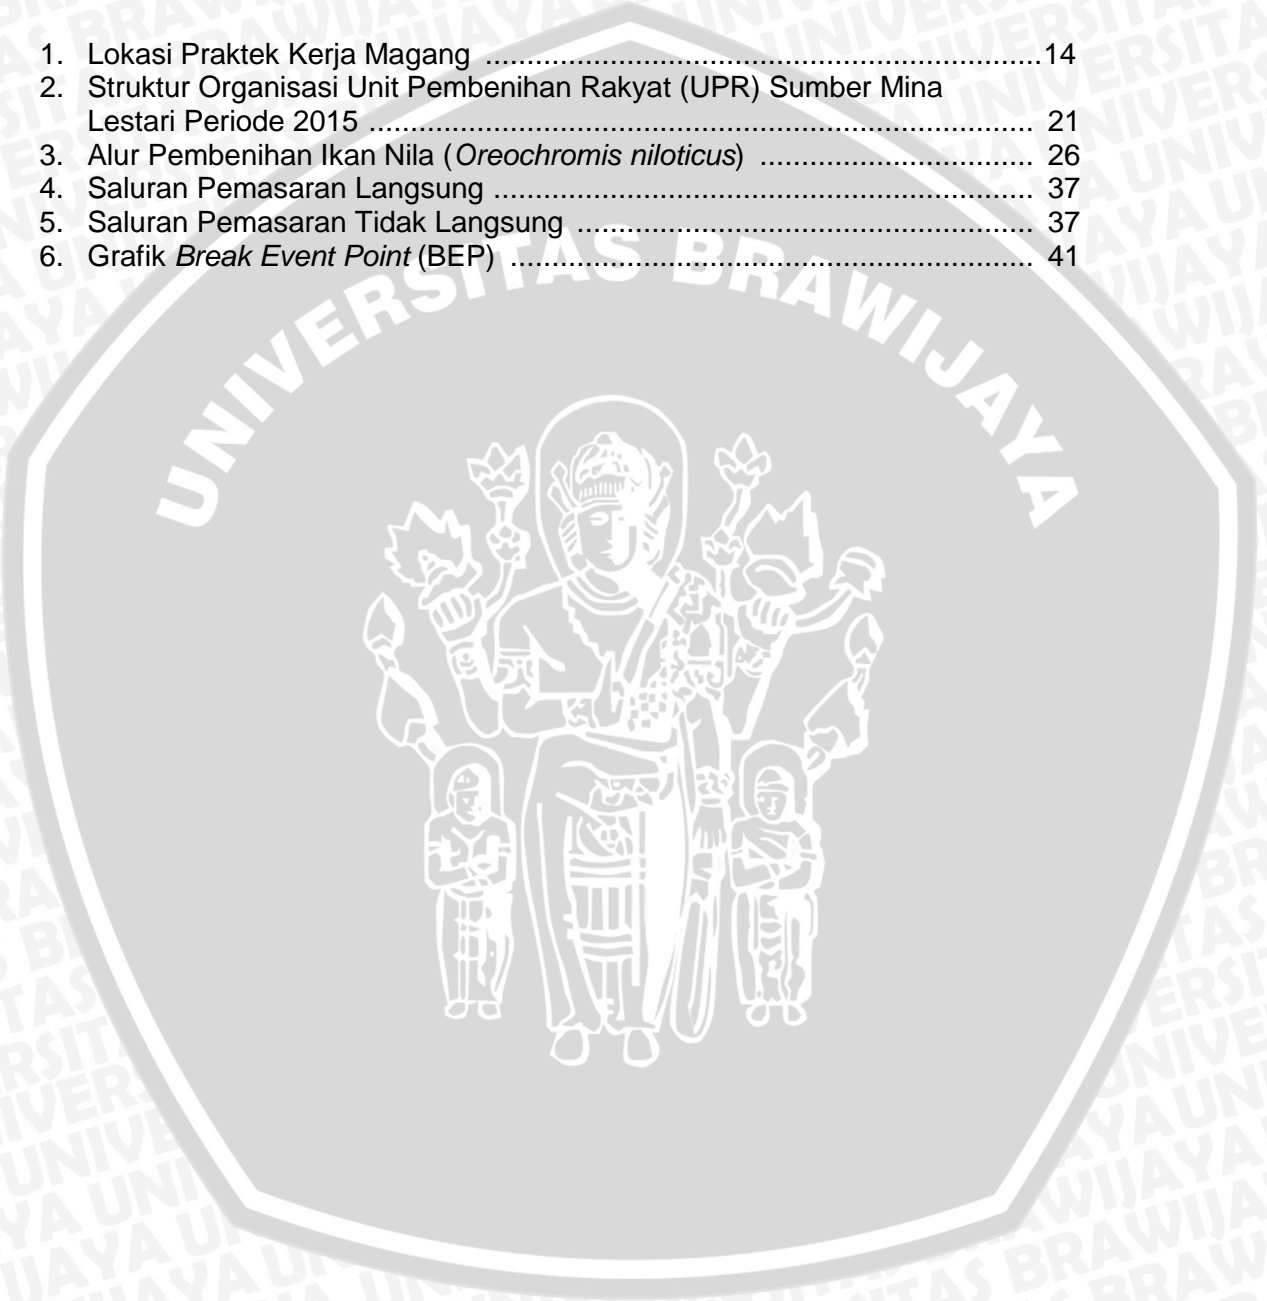 1. Lokasi Praktek Kerja Magang ....................................................................14
2. Struktur Organisasi Unit Pembenihan Rakyat (UPR) Sumber Mina
Lestari Periode 2015 ................................................................................ 21
3. Alur Pembenihan Ikan Nila (Oreochromis niloticus) ................................. 26
4. Saluran Pemasaran Langsung ................................................................. 37
5. Saluran Pemasaran Tidak Langsung ....................................................... 37
6. Grafik Break Event Point (BEP) ............................................................... 41
UNIVERSITAS BRAWIJAYA